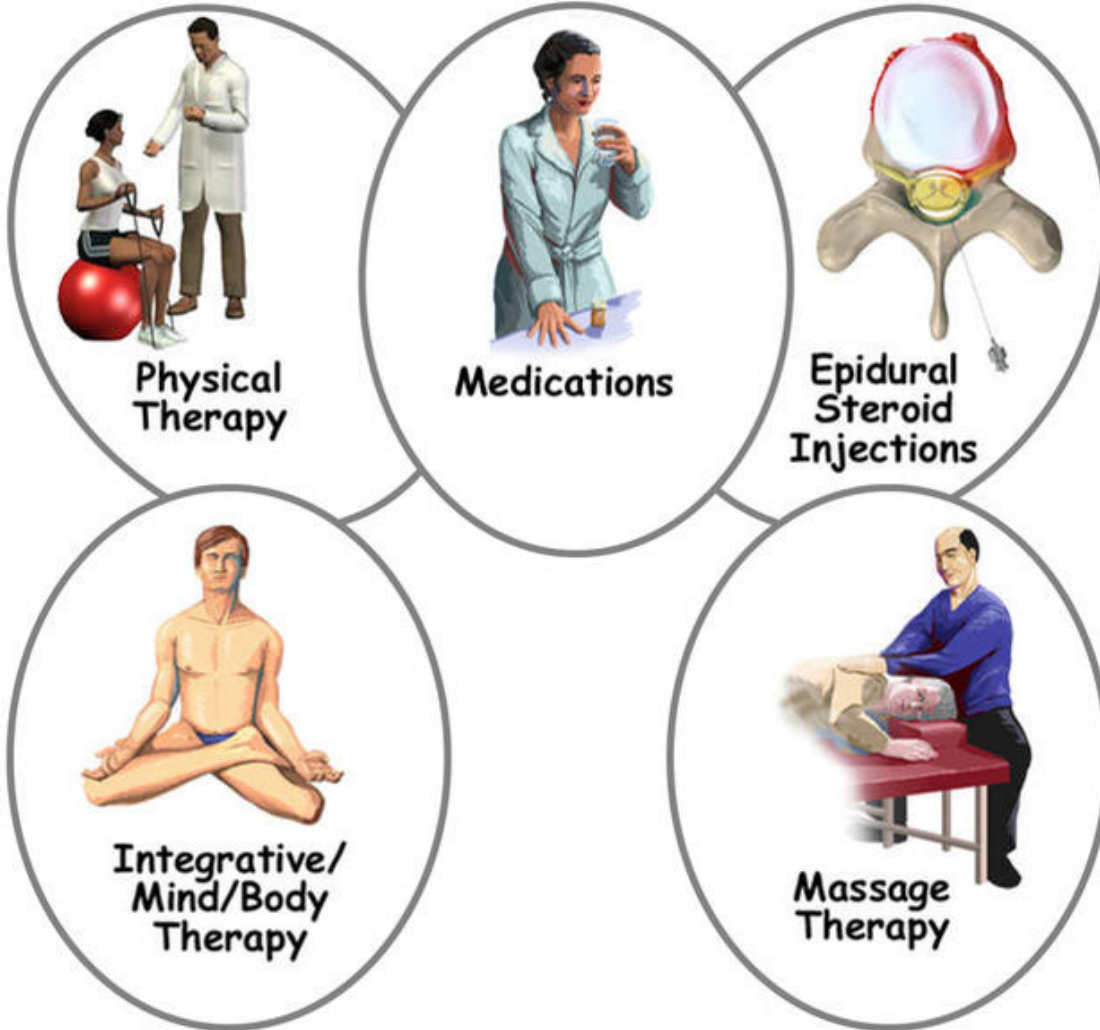 Physical
Therapy
Medications
Epidural
Steroid
Injections
Integrative/
Mind/Body
Therapy
Massage
Therapy